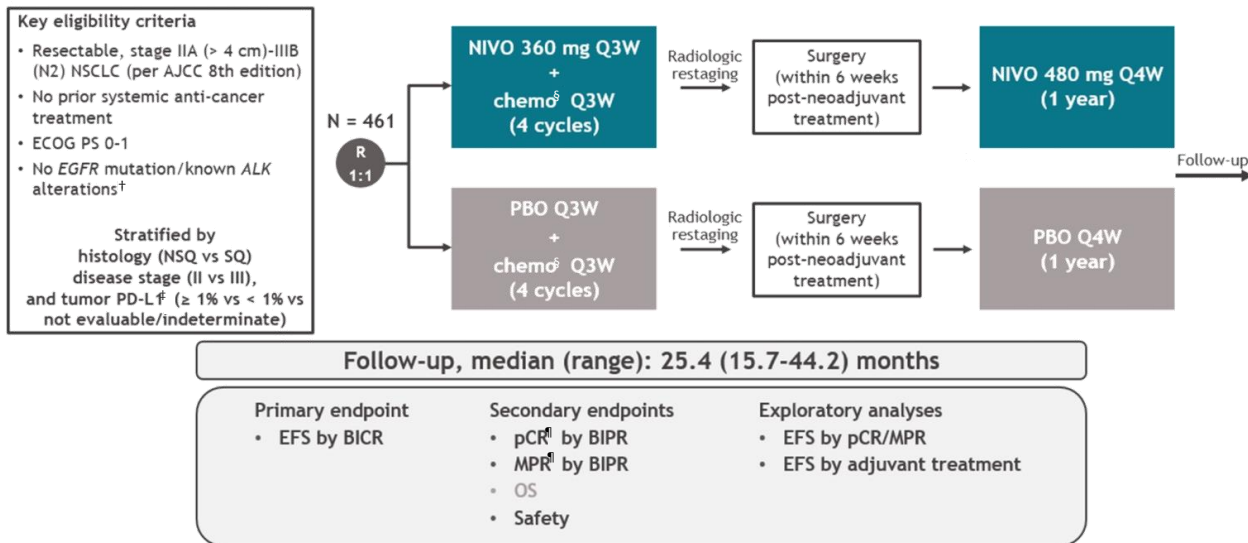 Key eligibility criteria
• Resectable, stage IIA (> 4 cm)-IIIB
(N2) NSCLC (per AJCC 8th edition)
• No prior systemic anti-cancer
treatment
• ECOG PS 0-1
• No EGFR mutation/known ALK
alterations†
Stratified by
histology (NSQ vs SQ)
disease stage (II vs III),
and tumor PD-L1‡ (≥ 1% vs < 1% vs
not evaluable/indeterminate)
N = 461
R
1:1
NIVO 360 mg Q3W
+
chemo§ Q3W
(4 cycles)
Radiologic
restaging
Surgery
(within 6 weeks
post-neoadjuvant
treatment)
NIVO 480 mg Q4W
(1 year)
PBO Q3W
+
chemo§ Q3W
(4 cycles)
Radiologic
restaging
Surgery
(within 6 weeks
post-neoadjuvant
treatment)
PBO Q4W
(1 year)
Follow-up
Follow-up, median (range): 25.4 (15.7-44.2) months
Primary endpoint
• EFS by BICR
Secondary endpoints
• pCR¶ by BIPR
• MPR¶ by BIPR
• OS
• Safety
Exploratory analyses
• EFS by pCR/MPR
• EFS by adjuvant treatment